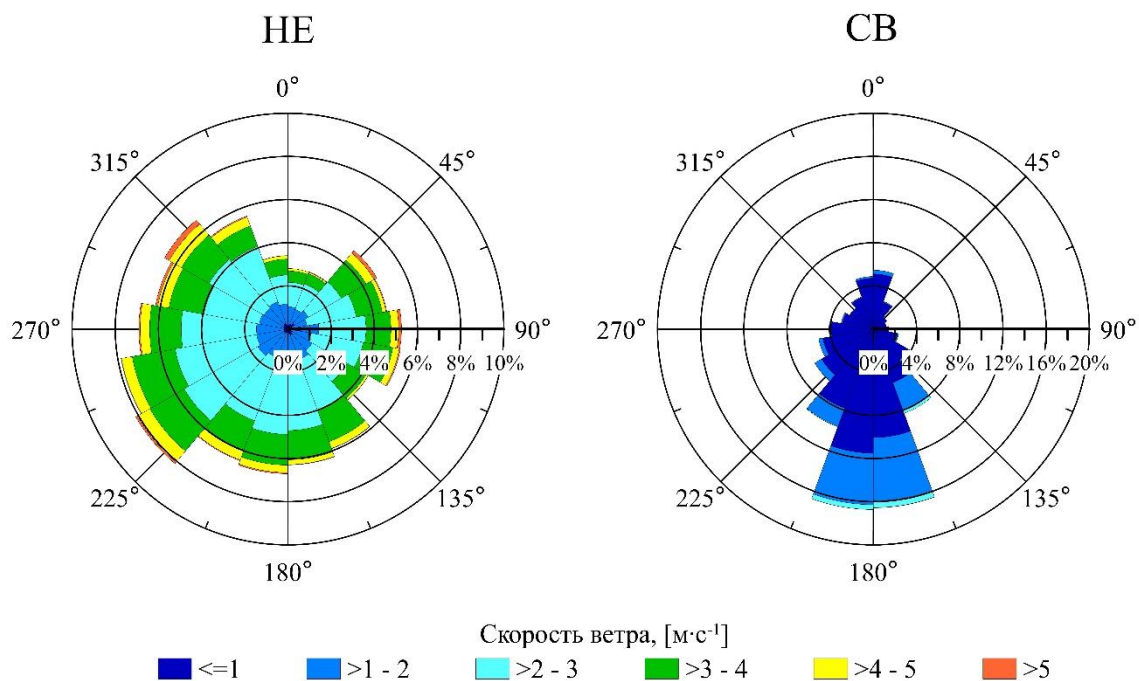 НЕ СВ
0° 0°
315° 45° 315° 45°
270° 90° 270° 90°
0% 2% 4% 6% 8% 10% 0% 4% 8% 12% 16% 20%
225° 135° 225° 135°
180° 180°
Скорость ветра, [м·с⁻¹]
<=1 >1 - 2 >2 - 3 >3 - 4 >4 - 5 >5